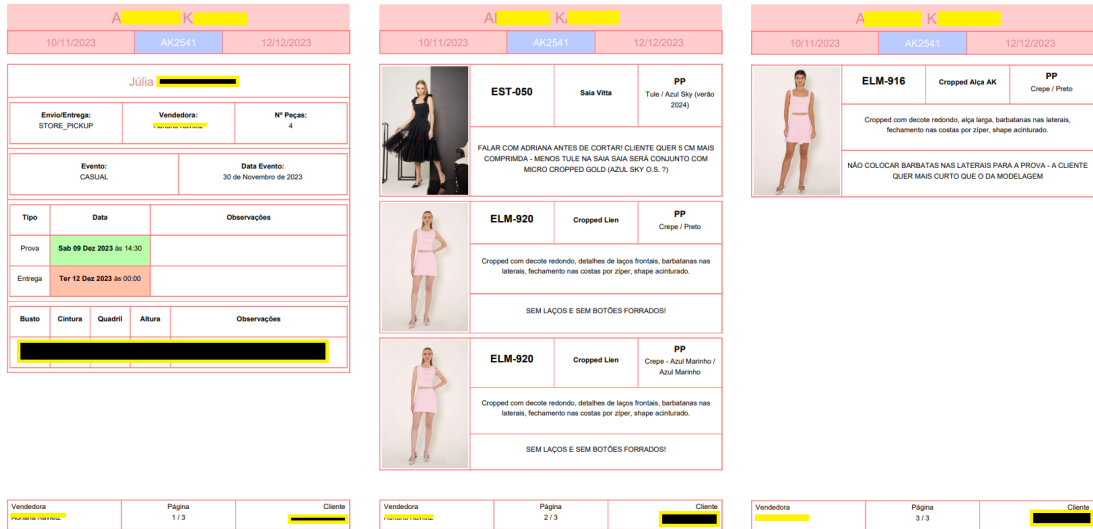 A K
10/11/2023 AK2541 12/12/2023
Júlia
Envio/Entrega: Vendedora: Nº Peças:
STORE_PICKUP 4
Evento: Data Evento:
CASUAL 30 de Novembro de 2023
Tipo Data Observações
Prova Sab 09 Dez 2023 às 14:30
Entrega Ter 12 Dez 2023 às 00:00
Busto Cintura Quadril Altura Observações
Vendedora Página Cliente
1 / 3
A K
10/11/2023 AK2541 12/12/2023
EST-050 Saia Vitta PP
Tule / Azul Sky (verão
2024)
FALAR COM ADRIANA ANTES DE CORTAR! CLIENTE QUER 5 CM MAIS
COMPRIMDA - MENOS TULE NA SAIA SAIA SERÁ CONJUNTO COM
MICRO CROPPED GOLD (AZUL SKY O.S. ?)
ELM-920 Cropped Lien PP
Crepe / Preto
Cropped com decote redondo, detalhes de laços frontais, barbatanas nas
laterais, fechamento nas costas por zíper, shape acinturado.
SEM LAÇOS E SEM BOTÕES FORRADOS!
ELM-920 Cropped Lien PP
Crepe - Azul Marinho /
Azul Marinho
Cropped com decote redondo, detalhes de laços frontais, barbatanas nas
laterais, fechamento nas costas por zíper, shape acinturado.
SEM LAÇOS E SEM BOTÕES FORRADOS!
Vendedora Página Cliente
2 / 3
A K
10/11/2023 AK2541 12/12/2023
ELM-916 Cropped Alça AK PP
Crepe / Preto
Cropped com decote redondo, alça larga, barbatanas nas laterais,
fechamento nas costas por zíper, shape acinturado.
NÃO COLOCAR BARBATAS NAS LATERAIS PARA A PROVA - A CLIENTE
QUER MAIS CURTO QUE O DA MODELAGEM
Vendedora Página Cliente
3 / 3